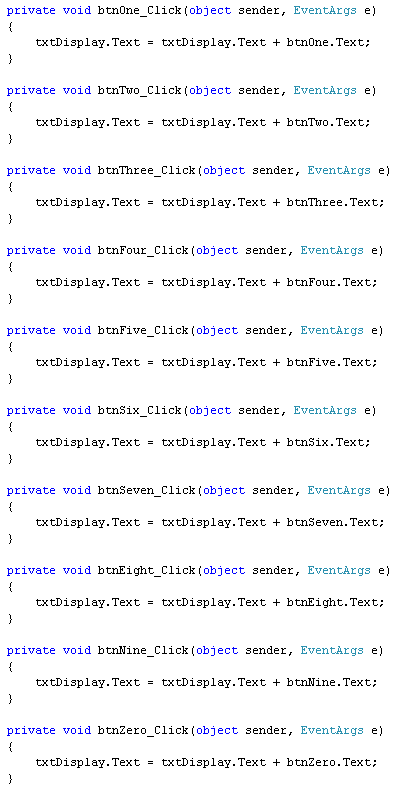 private void btnOne_Click(object sender, EventArgs e)
{
    txtDisplay.Text = txtDisplay.Text + btnOne.Text;
}

private void btnTwo_Click(object sender, EventArgs e)
{
    txtDisplay.Text = txtDisplay.Text + btnTwo.Text;
}

private void btnThree_Click(object sender, EventArgs e)
{
    txtDisplay.Text = txtDisplay.Text + btnThree.Text;
}

private void btnFour_Click(object sender, EventArgs e)
{
    txtDisplay.Text = txtDisplay.Text + btnFour.Text;
}

private void btnFive_Click(object sender, EventArgs e)
{
    txtDisplay.Text = txtDisplay.Text + btnFive.Text;
}

private void btnSix_Click(object sender, EventArgs e)
{
    txtDisplay.Text = txtDisplay.Text + btnSix.Text;
}

private void btnSeven_Click(object sender, EventArgs e)
{
    txtDisplay.Text = txtDisplay.Text + btnSeven.Text;
}

private void btnEight_Click(object sender, EventArgs e)
{
    txtDisplay.Text = txtDisplay.Text + btnEight.Text;
}

private void btnNine_Click(object sender, EventArgs e)
{
    txtDisplay.Text = txtDisplay.Text + btnNine.Text;
}

private void btnZero_Click(object sender, EventArgs e)
{
    txtDisplay.Text = txtDisplay.Text + btnZero.Text;
}